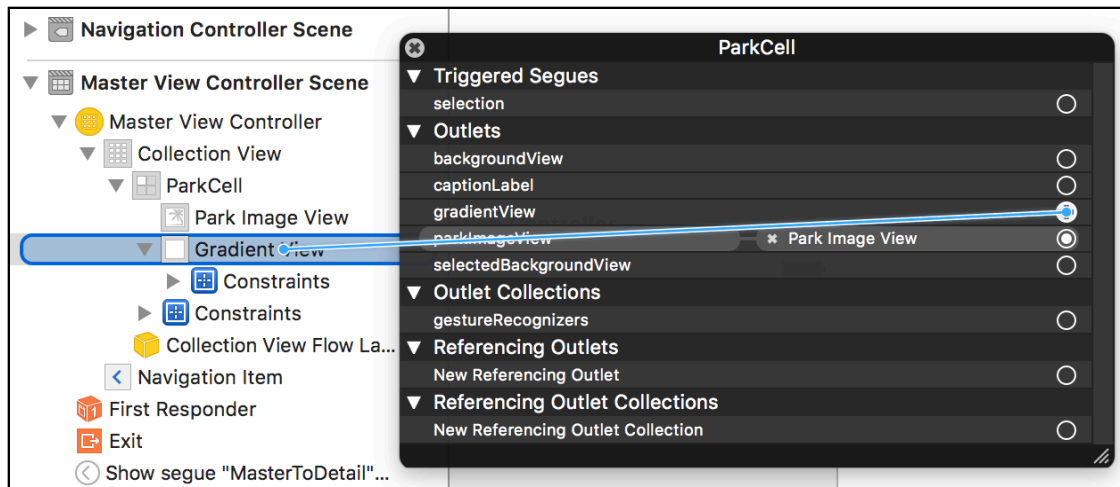 Navigation Controller Scene
Master View Controller Scene
Master View Controller
Collection View
ParkCell
Park Image View
Gradient View
Constraints
Constraints
Collection View Flow La...
Navigation Item
First Responder
Exit
Show segue "MasterToDetail"...
ParkCell
Triggered Segues
selection
Outlets
backgroundView
captionLabel
gradientView
parkImageView Park Image View
selectedBackgroundView
Outlet Collections
gestureRecognizers
Referencing Outlets
New Referencing Outlet
Referencing Outlet Collections
New Referencing Outlet Collection